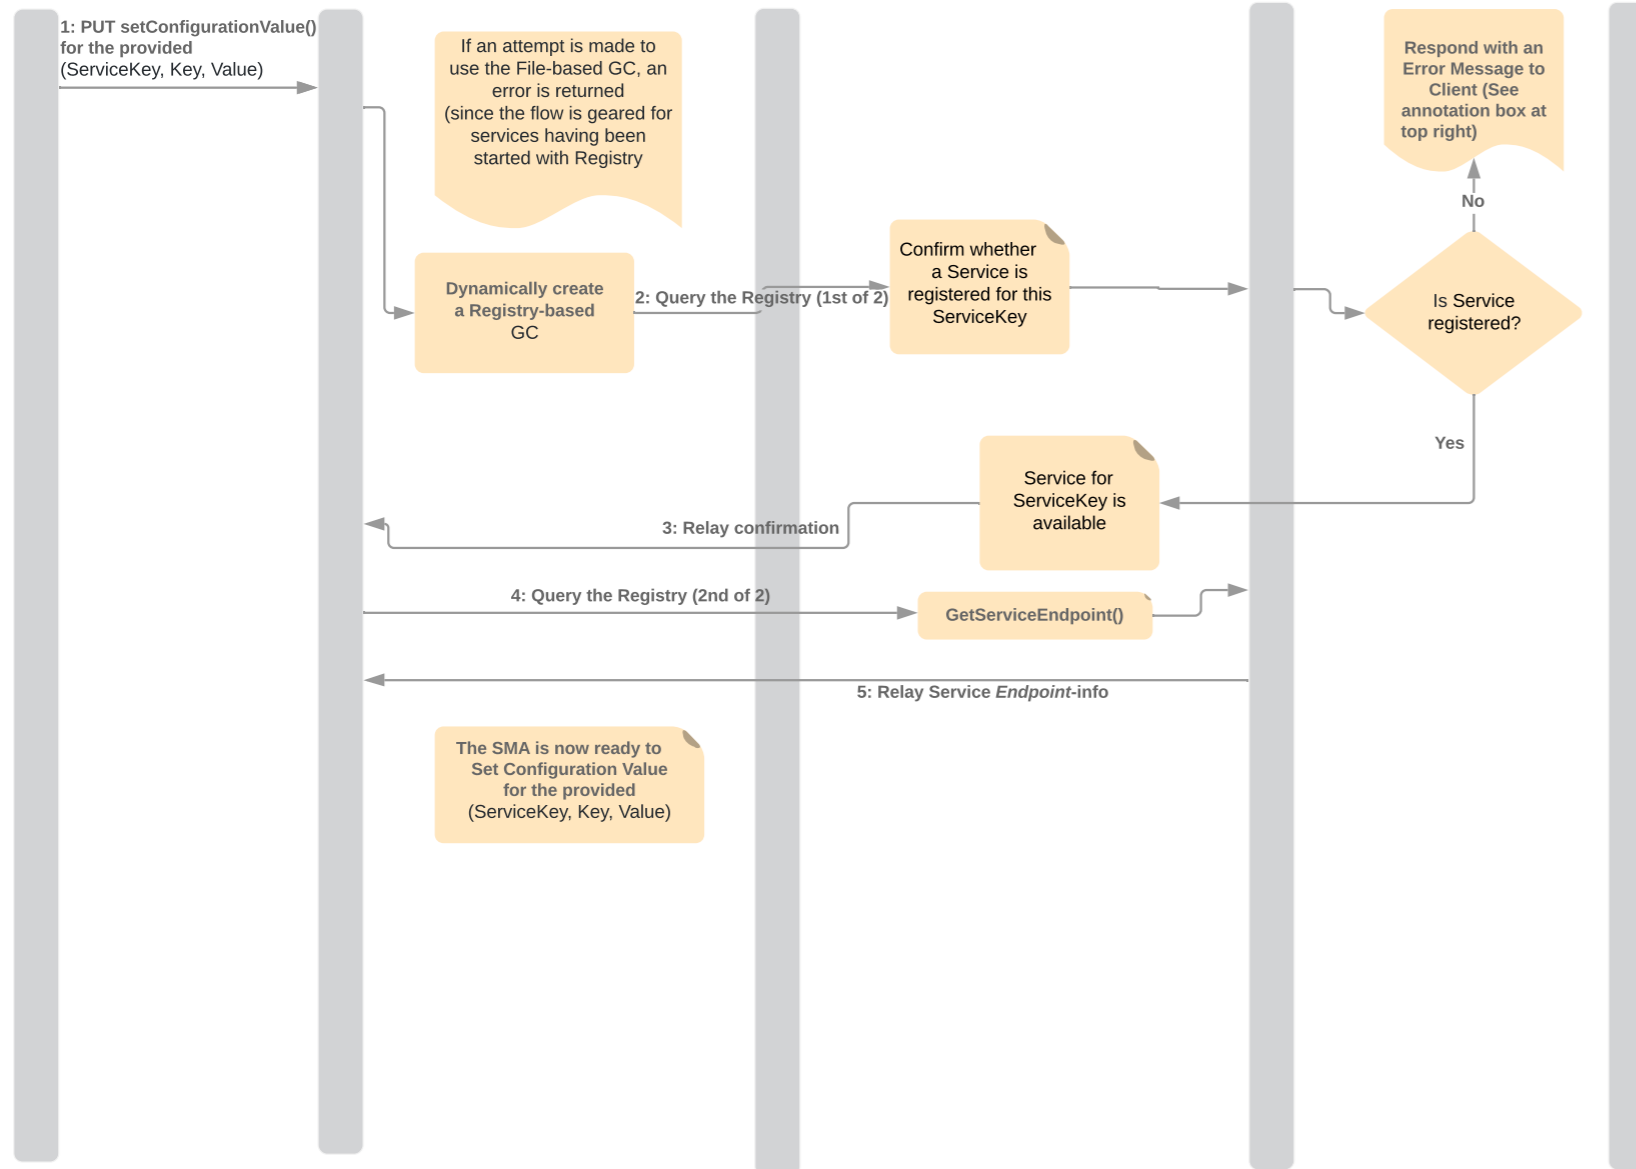 1: PUT setConfigurationValue()
for the provided
(ServiceKey, Key, Value)
If an attempt is made to
use the File-based GC, an
error is returned
(since the flow is geared for
services having been
started with Registry
Respond with an
Error Message to
Client (See
annotation box at
top right)
No
Dynamically create
a Registry-based
GC
2: Query the Registry (1st of 2)
Confirm whether
a Service is
registered for this
ServiceKey
Is Service
registered?
Yes
Service for
ServiceKey is
available
3: Relay confirmation
4: Query the Registry (2nd of 2)
GetServiceEndpoint()
5: Relay Service Endpoint-info
The SMA is now ready to
Set Configuration Value
for the provided
(ServiceKey, Key, Value)